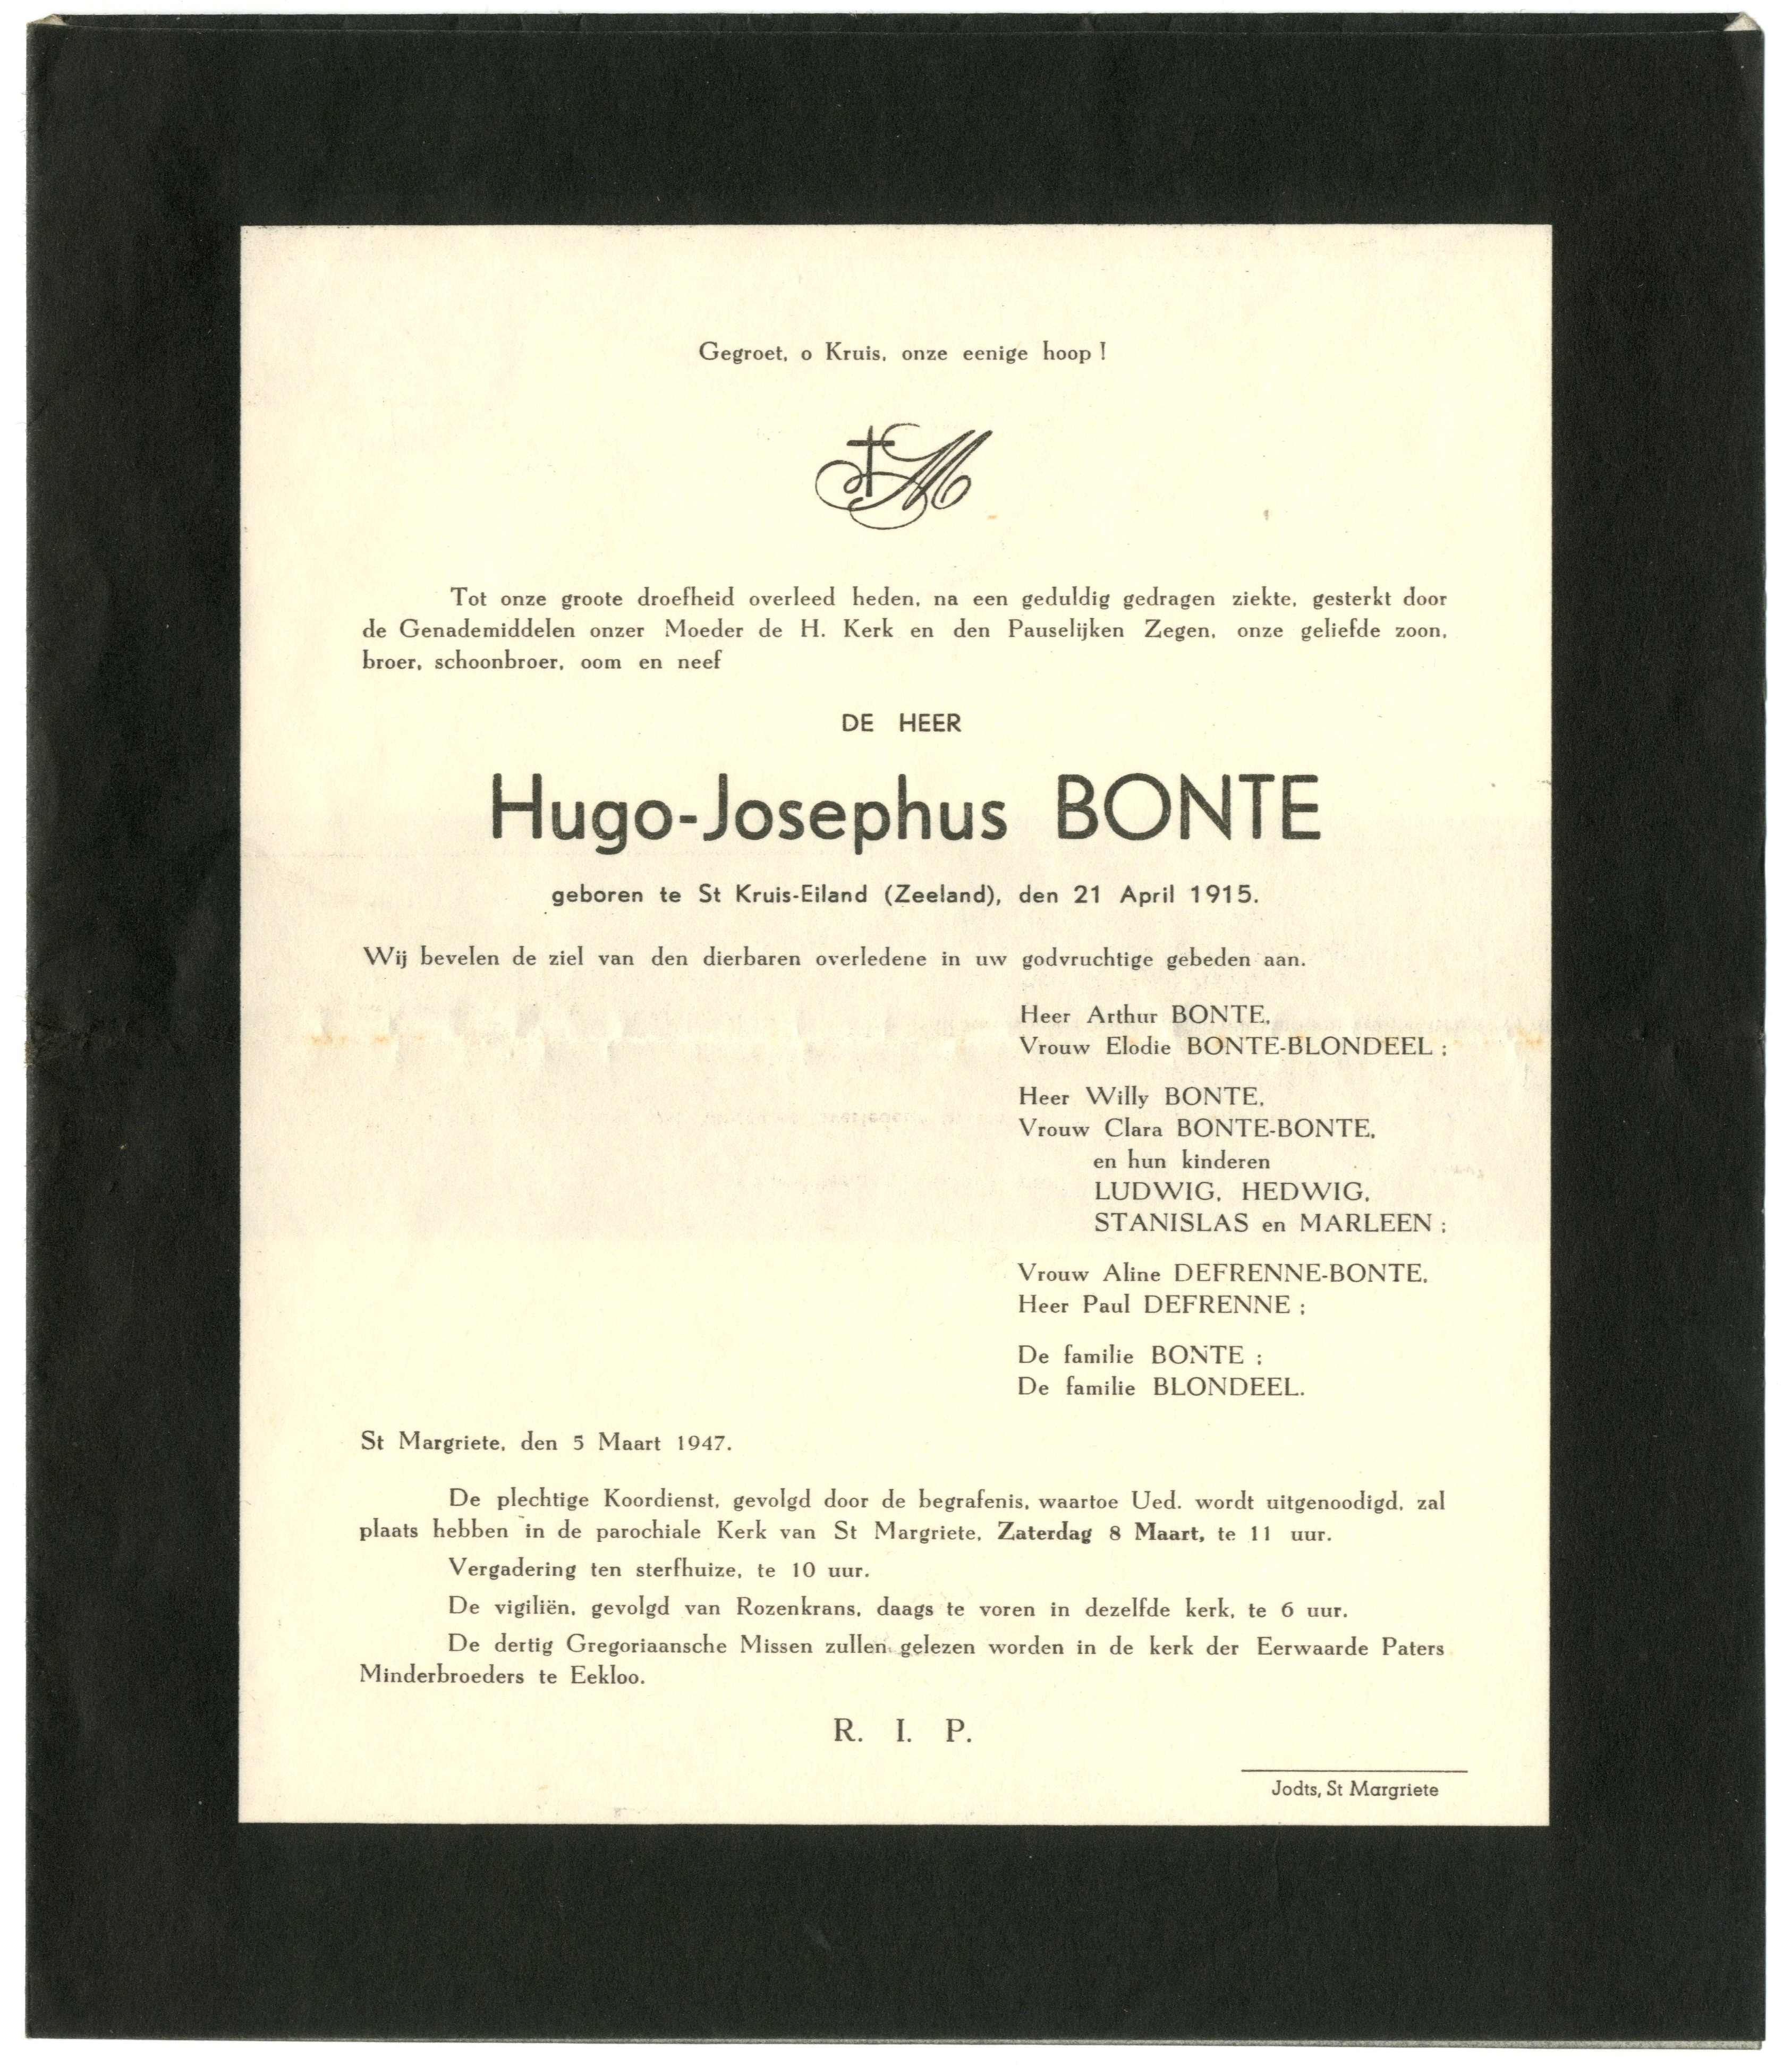 Gegroet, o Kruis, onze eenige hoop !
M
Tot onze groote droefheid overleed heden, na een geduldig gedragen ziekte, gesterkt door
de Genademiddelen onzer Moeder de H. Kerk en den Pauselijken Zegen, onze geliefde zoon,
broer, schoonbroer, oom en neef
DE HEER
Hugo-Josephus BONTE
geboren te St Kruis-Eiland (Zeeland), den 21 April 1915.
Wij bevelen de ziel van den dierbaren overledene in uw godvruchtige gebeden aan.
Heer Arthur BONTE,
Vrouw Elodie BONTE-BLONDEEL ;
Heer Willy BONTE,
Vrouw Clara BONTE-BONTE,
en hun kinderen
LUDWIG, HEDWIG,
STANISLAS en MARLEEN ;
Vrouw Aline DEFRENNE-BONTE,
Heer Paul DEFRENNE ;
De familie BONTE ;
De familie BLONDEEL.
St Margriete, den 5 Maart 1947.
De plechtige Koordienst, gevolgd door de begrafenis, waartoe Ued. wordt uitgenoodigd, zal
plaats hebben in de parochiale Kerk van St Margriete, Zaterdag 8 Maart, te 11 uur.
Vergadering ten sterfhuize, te 10 uur.
De vigiliën, gevolgd van Rozenkrans, daags te voren in dezelfde kerk, te 6 uur.
De dertig Gregoriaansche Missen zullen gelezen worden in de kerk der Eerwaarde Paters
Minderbroeders te Eekloo.
R. I. P.
Jodts, St Margriete